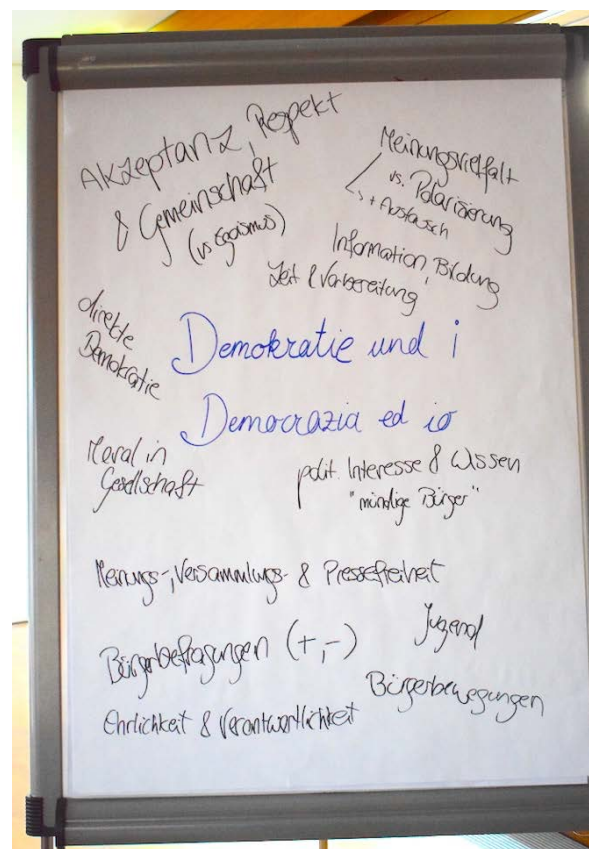 Akzeptanz, Respekt
& Gemeinschaft
(vs Egoismus)
Meinungsvielfalt
vs. Polarisierung
→ + Austausch
Information, Bildung
Zeit & Vorbereitung
direkte
Demokratie
Demokratie und i
Democrazia ed io
Moral in
Gesellschaft
polit. Interesse & Wissen
"mündige Bürger"
Meinungs-, Versammlungs- & Pressefreiheit
Jugend
Bürgerbefragungen (+,-)
Bürgerbewegungen
Ehrlichkeit & Verantwortlichkeit